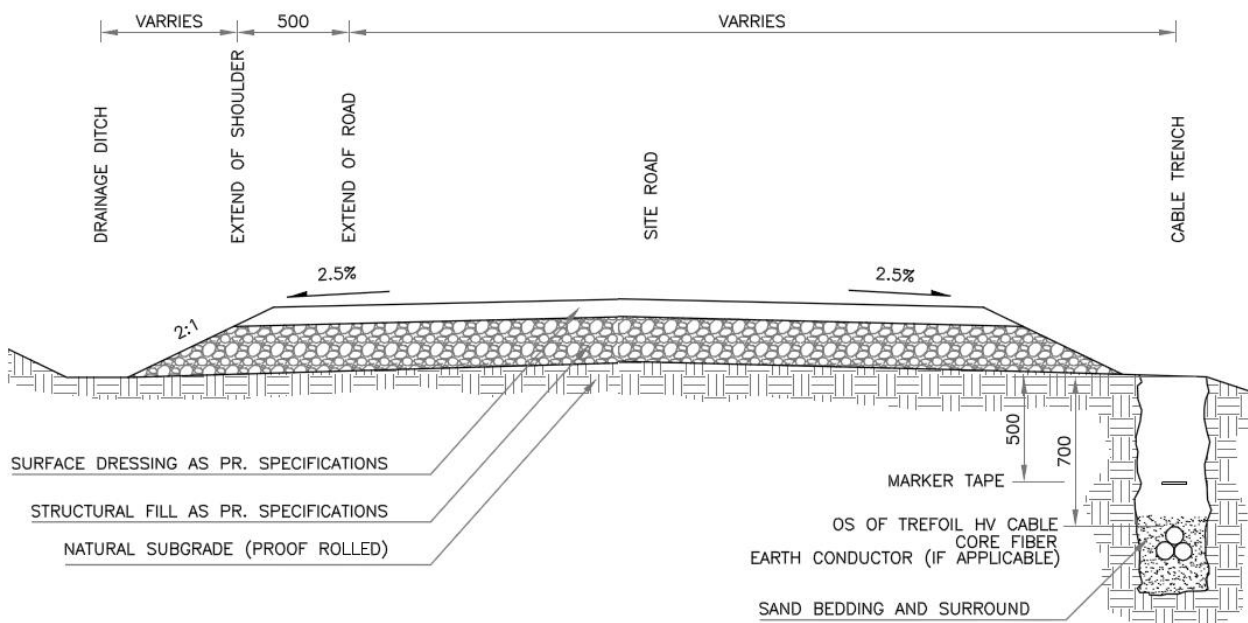 VARRIES
500
VARRIES
DRAINAGE DITCH
EXTEND OF SHOULDER
EXTEND OF ROAD
SITE ROAD
CABLE TRENCH
2.5%
2.5%
2:1
500
700
SURFACE DRESSING AS PR. SPECIFICATIONS
STRUCTURAL FILL AS PR. SPECIFICATIONS
NATURAL SUBGRADE (PROOF ROLLED)
MARKER TAPE
OS OF TREFOIL HV CABLE
CORE FIBER
EARTH CONDUCTOR (IF APPLICABLE)
SAND BEDDING AND SURROUND